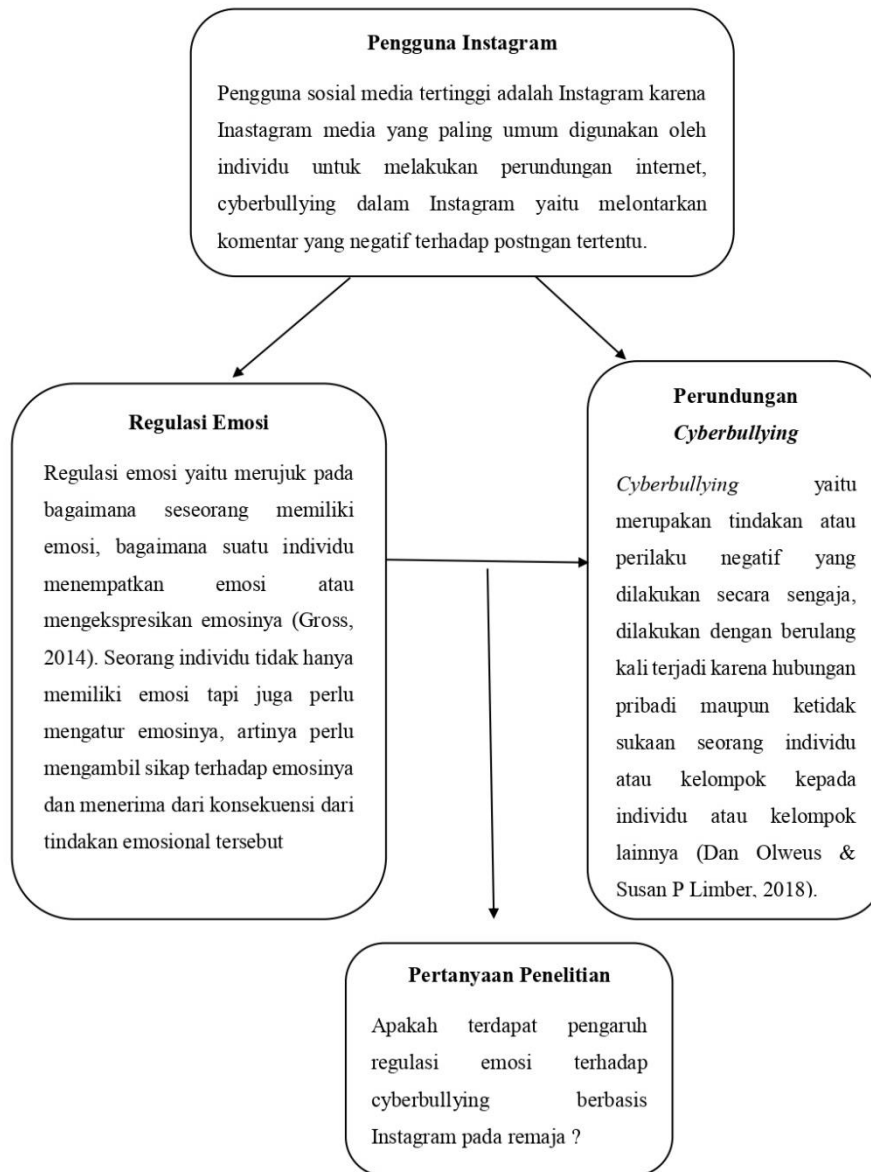 Pengguna Instagram
Pengguna sosial media tertinggi adalah Instagram karena
Inastagram media yang paling umum digunakan oleh
individu untuk melakukan perundungan internet,
cyberbullying dalam Instagram yaitu melontarkan
komentar yang negatif terhadap postngan tertentu.
Regulasi Emosi
Regulasi emosi yaitu merujuk pada
bagaimana seseorang memiliki
emosi, bagaimana suatu individu
menempatkan emosi atau
mengekspresikan emosinya (Gross,
2014). Seorang individu tidak hanya
memiliki emosi tapi juga perlu
mengatur emosinya, artinya perlu
mengambil sikap terhadap emosinya
dan menerima dari konsekuensi dari
tindakan emosional tersebut
Perundungan
Cyberbullying
Cyberbullying yaitu
merupakan tindakan atau
perilaku negatif yang
dilakukan secara sengaja,
dilakukan dengan berulang
kali terjadi karena hubungan
pribadi maupun ketidak
sukaan seorang individu
atau kelompok kepada
individu atau kelompok
lainnya (Dan Olweus &
Susan P Limber, 2018).
Pertanyaan Penelitian
Apakah terdapat pengaruh
regulasi emosi terhadap
cyberbullying berbasis
Instagram pada remaja ?